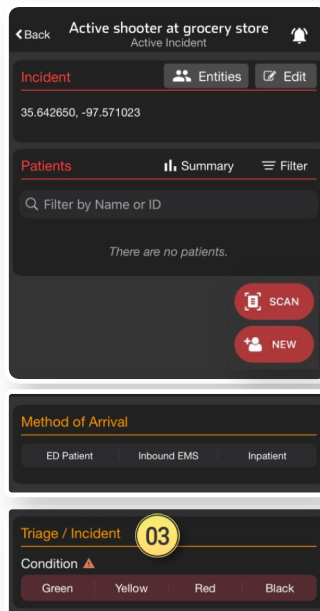 Back
Active shooter at grocery store
Active Incident
Incident
Entities
Edit
35.642650, -97.571023
Patients
Summary
Filter
Filter by Name or ID
There are no patients.
SCAN
NEW
Method of Arrival
ED Patient
Inbound EMS
Inpatient
Triage / Incident
03
Condition
Green
Yellow
Red
Black